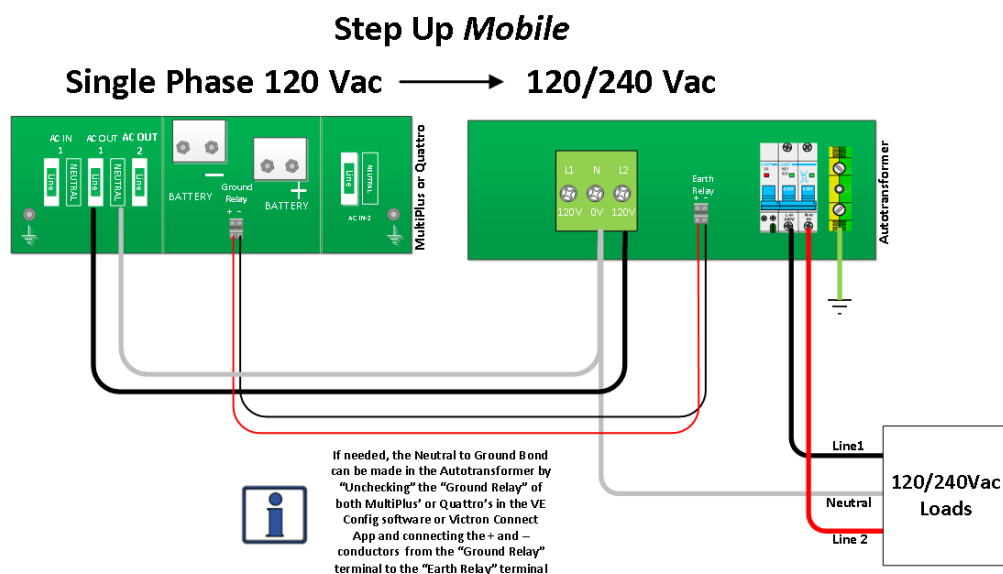 Step Up Mobile
Single Phase 120 Vac 120/240 Vac
AC IN
1
AC OUT
1
AC OUT
2
Line
NEUTRAL
Line
NEUTRAL
Line
BATTERY
Ground
Relay
+ -
BATTERY
Line
NEUTRAL
AC IN-2
MultiPlus or Quattro
L1 N L2
120V 0V 120V
Earth
Relay
+ -
Autotransformer
Line1
Neutral
Line 2
120/240Vac
Loads
If needed, the Neutral to Ground Bond
can be made in the Autotransformer by
“Unchecking” the “Ground Relay” of
both MultiPlus’ or Quattro’s in the VE
Config software or Victron Connect
App and connecting the + and –
conductors from the “Ground Relay”
terminal to the “Earth Relay” terminal